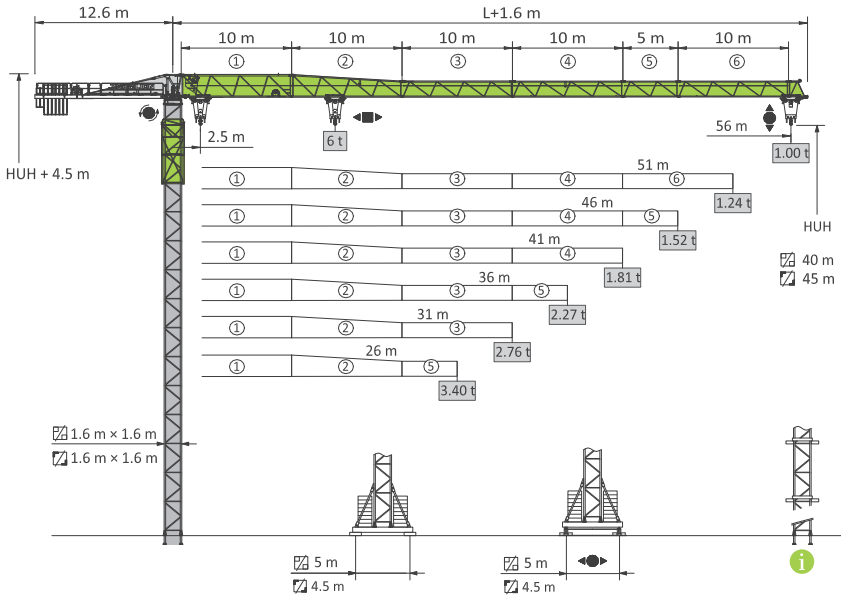 12.6 m
L+1.6 m
10 m 10 m 10 m 10 m 5 m 10 m
① ② ③ ④ ⑤ ⑥
2.5 m
6 t
56 m
1.00 t
HUH + 4.5 m
HUH
51 m
① ② ③ ④ ⑥
1.24 t
46 m
① ② ③ ④ ⑤
1.52 t
41 m
① ② ③ ④
1.81 t
36 m
① ② ③ ⑤
2.27 t
31 m
① ② ③
2.76 t
26 m
① ② ⑤
3.40 t
40 m
45 m
1.6 m × 1.6 m
1.6 m × 1.6 m
5 m
4.5 m
5 m
4.5 m
i